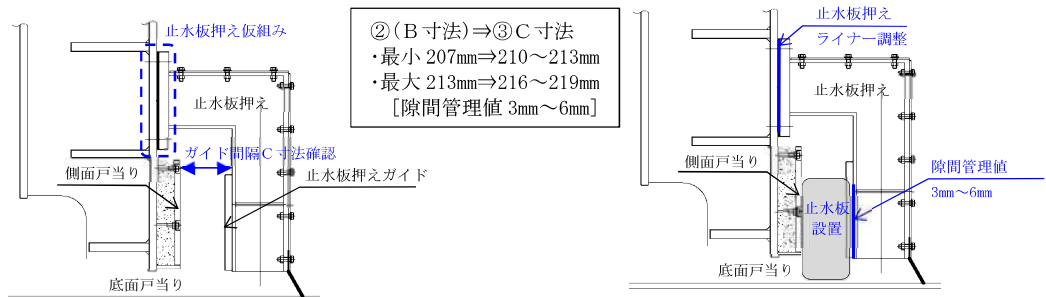 止水板押え仮組み
止水板押え
ガイド間隔C寸法確認
側面戸当り
止水板押えガイド
底面戸当り
②(B寸法)⇒③C寸法
・最小 207mm⇒210～213mm
・最大 213mm⇒216～219mm
[隙間管理値 3mm～6mm]
止水板押え
ライナー調整
止水板押え
側面戸当り
隙間管理値
3mm～6mm
止水板
設置
底面戸当り